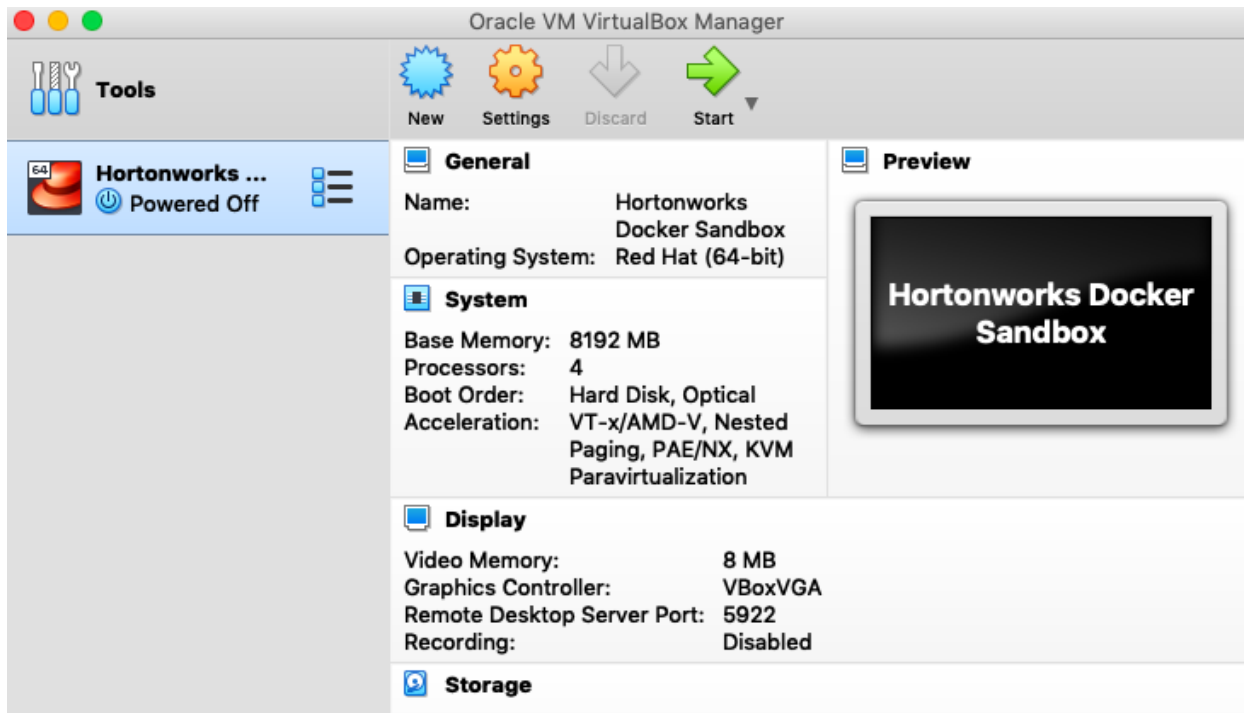 Oracle VM VirtualBox Manager
Tools
New Settings Discard Start
64
Hortonworks ...
Powered Off
General
Name: Hortonworks
Docker Sandbox
Operating System: Red Hat (64-bit)
System
Base Memory: 8192 MB
Processors: 4
Boot Order: Hard Disk, Optical
Acceleration: VT-x/AMD-V, Nested
Paging, PAE/NX, KVM
Paravirtualization
Preview
Hortonworks Docker
Sandbox
Display
Video Memory: 8 MB
Graphics Controller: VBoxVGA
Remote Desktop Server Port: 5922
Recording: Disabled
Storage